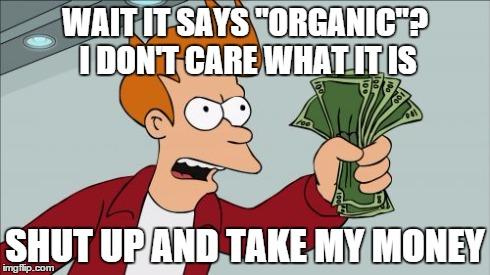 WAIT IT SAYS "ORGANIC"?
I DON'T CARE WHAT IT IS
SHUT UP AND TAKE MY MONEY
imgflip.com